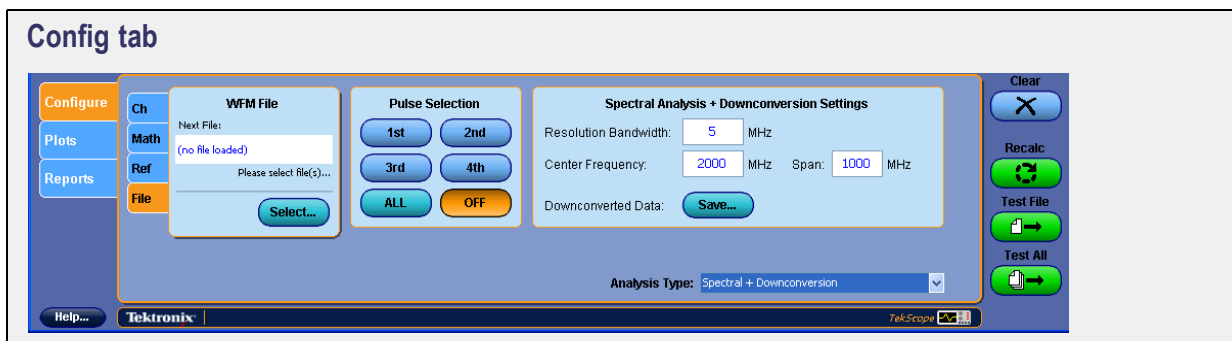 Config tab
Configure
Plots
Reports
Ch
Math
Ref
File
WFM File
Next File:
(no file loaded)
Please select file(s)...
Select...
Pulse Selection
1st 2nd
3rd 4th
ALL OFF
Spectral Analysis + Downconversion Settings
Resolution Bandwidth: 5 MHz
Center Frequency: 2000 MHz Span: 1000 MHz
Downconverted Data: Save...
Analysis Type: Spectral + Downconversion
Clear
Recalc
Test File
Test All
Help...
Tektronix
TekScope